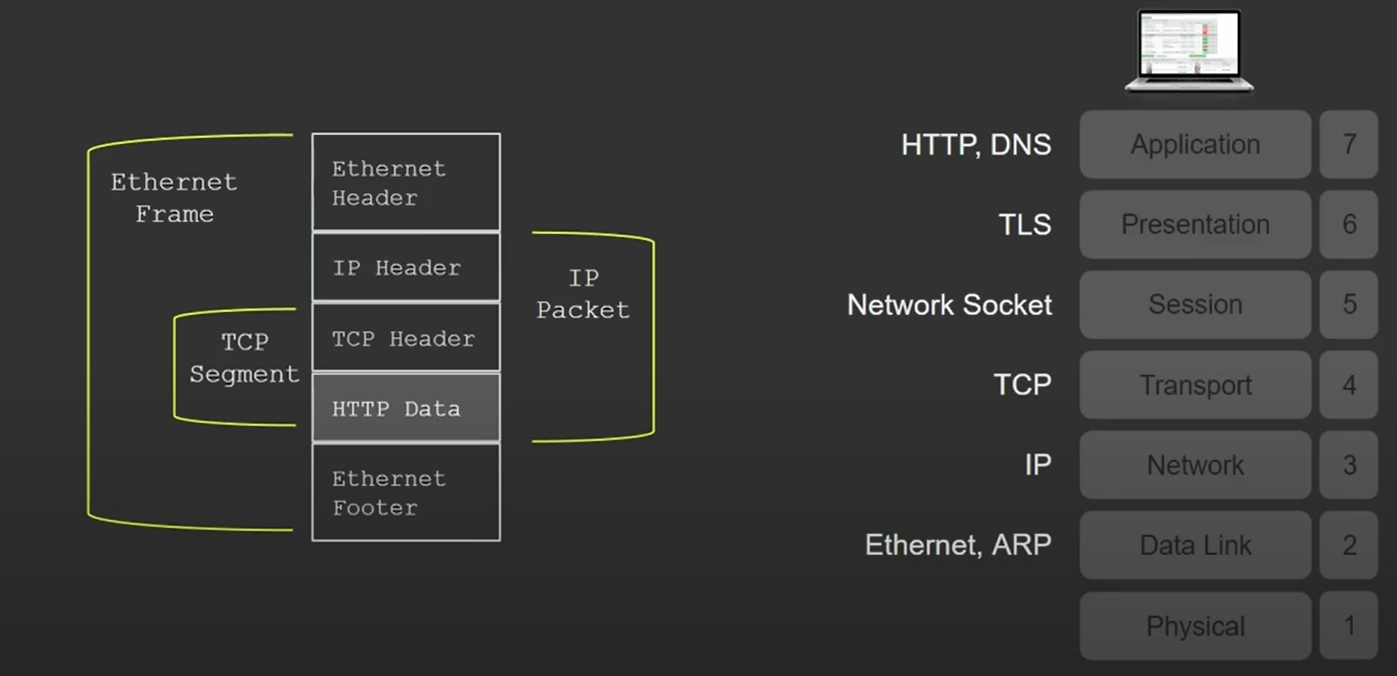 Ethernet
Frame
TCP
Segment
Ethernet
Header
IP Header
TCP Header
HTTP Data
Ethernet
Footer
IP
Packet
HTTP, DNS Application 7
TLS Presentation 6
Network Socket Session 5
TCP Transport 4
IP Network 3
Ethernet, ARP Data Link 2
Physical 1